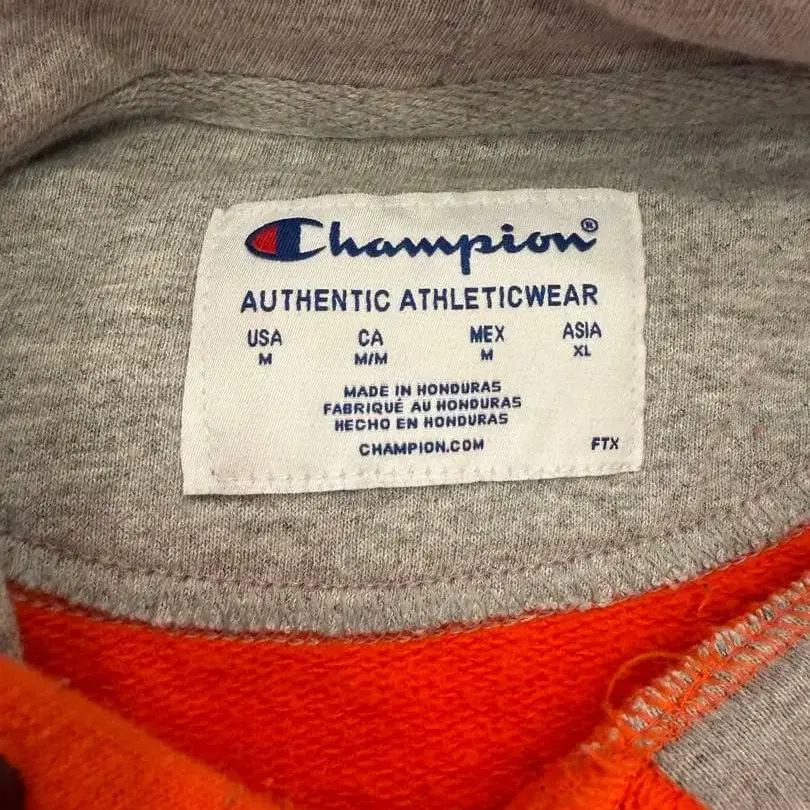 Champion®
AUTHENTIC ATHLETICWEAR
USA CA MEX ASIA
M M/M M XL
MADE IN HONDURAS
FABRIQUÉ AU HONDURAS
HECHO EN HONDURAS
CHAMPION.COM FTX